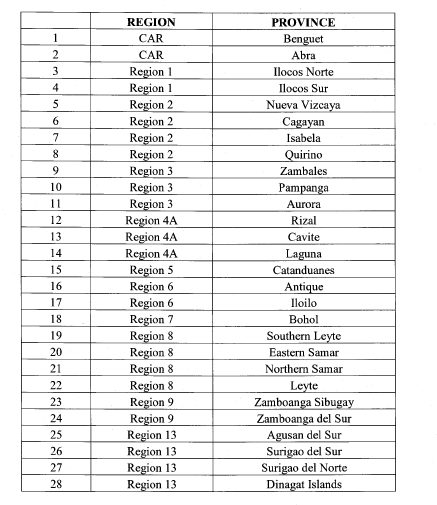 REGION PROVINCE
1 CAR Benguet
2 CAR Abra
3 Region 1 Ilocos Norte
4 Region 1 Ilocos Sur
5 Region 2 Nueva Vizcaya
6 Region 2 Cagayan
7 Region 2 Isabela
8 Region 2 Quirino
9 Region 3 Zambales
10 Region 3 Pampanga
11 Region 3 Aurora
12 Region 4A Rizal
13 Region 4A Cavite
14 Region 4A Laguna
15 Region 5 Catanduanes
16 Region 6 Antique
17 Region 6 Iloilo
18 Region 7 Bohol
19 Region 8 Southern Leyte
20 Region 8 Eastern Samar
21 Region 8 Northern Samar
22 Region 8 Leyte
23 Region 9 Zamboanga Sibugay
24 Region 9 Zamboanga del Sur
25 Region 13 Agusan del Sur
26 Region 13 Surigao del Sur
27 Region 13 Surigao del Norte
28 Region 13 Dinagat Islands